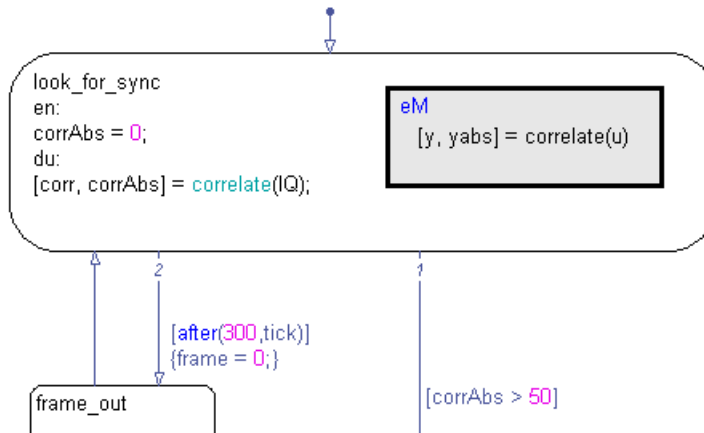 look_for_sync
en:
corrAbs = 0;
du:
[corr, corrAbs] = correlate(IQ);
eM
[y, yabs] = correlate(u)
2
1
[after(300,tick)]
{frame = 0;}
[corrAbs > 50]
frame_out